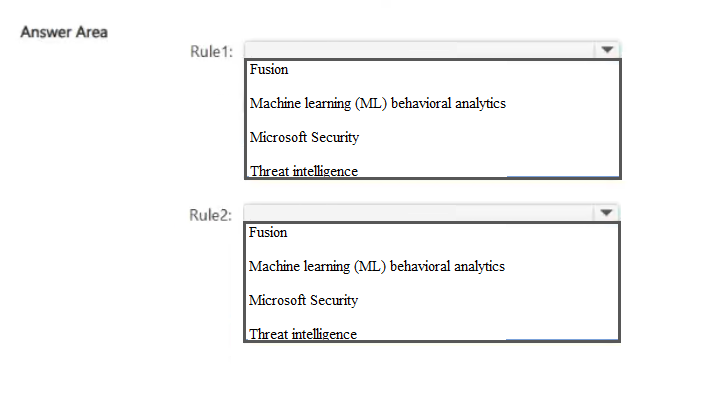 Answer Area
Rule1:
Fusion
Machine learning (ML) behavioral analytics
Microsoft Security
Threat intelligence
Rule2:
Fusion
Machine learning (ML) behavioral analytics
Microsoft Security
Threat intelligence